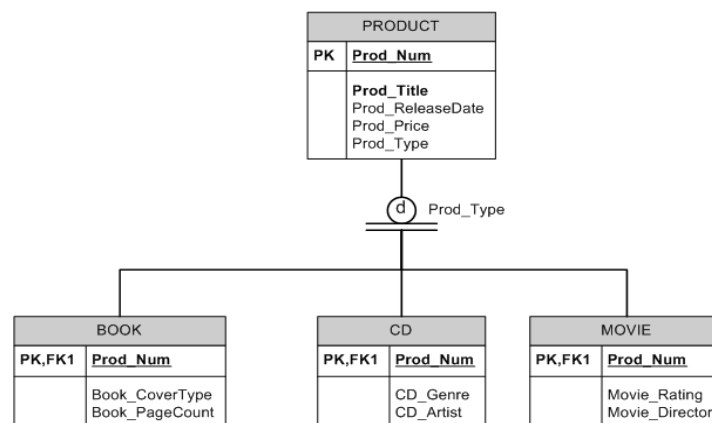 PRODUCT
PK Prod_Num
Prod_Title
Prod_ReleaseDate
Prod_Price
Prod_Type
d Prod_Type
BOOK
PK,FK1 Prod_Num
Book_CoverType
Book_PageCount
CD
PK,FK1 Prod_Num
CD_Genre
CD_Artist
MOVIE
PK,FK1 Prod_Num
Movie_Rating
Movie_Director